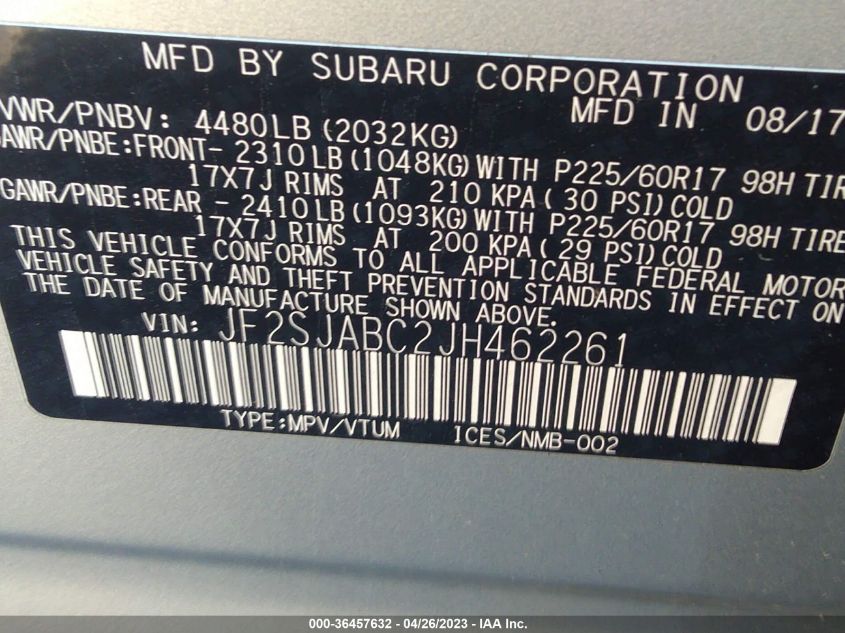 MFD BY SUBARU CORPORATION
MFD IN 08/17
VWR/PNBV: 4480LB(2032KG)
GAWR/PNBE:FRONT- 2310LB(1048KG)WITH P225/60R17 98H TIRE
17X7J RIMS AT 210 KPA( 30 PSI)COLD
GAWR/PNBE:REAR - 2410LB(1093KG)WITH P225/60R17 98H TIRE
17X7J RIMS AT 200 KPA( 29 PSI)COLD
THIS VEHICLE CONFORMS TO ALL APPLICABLE FEDERAL MOTOR
VEHICLE SAFETY AND THEFT PREVENTION STANDARDS IN EFFECT ON
THE DATE OF MANUFACTURE SHOWN ABOVE.
VIN: JF2SJABC2JH462261
TYPE:MPV/VTUM ICES/NMB-002
000-36457632 - 04/26/2023 - IAA, Inc.